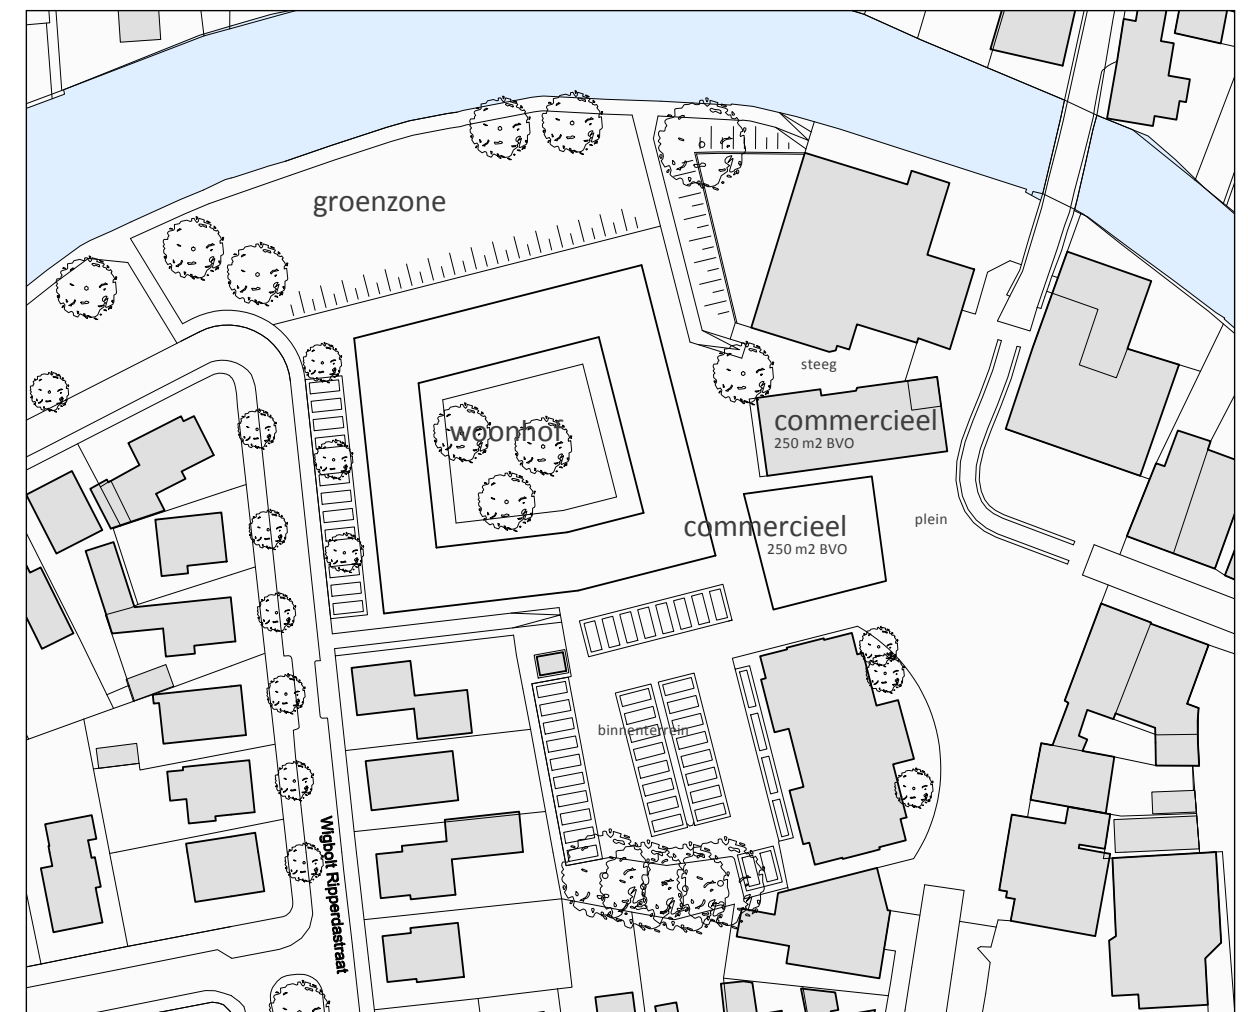 groenzone
steeg
commercieel
250 m2 BVO
woonhof
commercieel
250 m2 BVO
plein
binnenterrein
Wigbolt Ripperdastraat